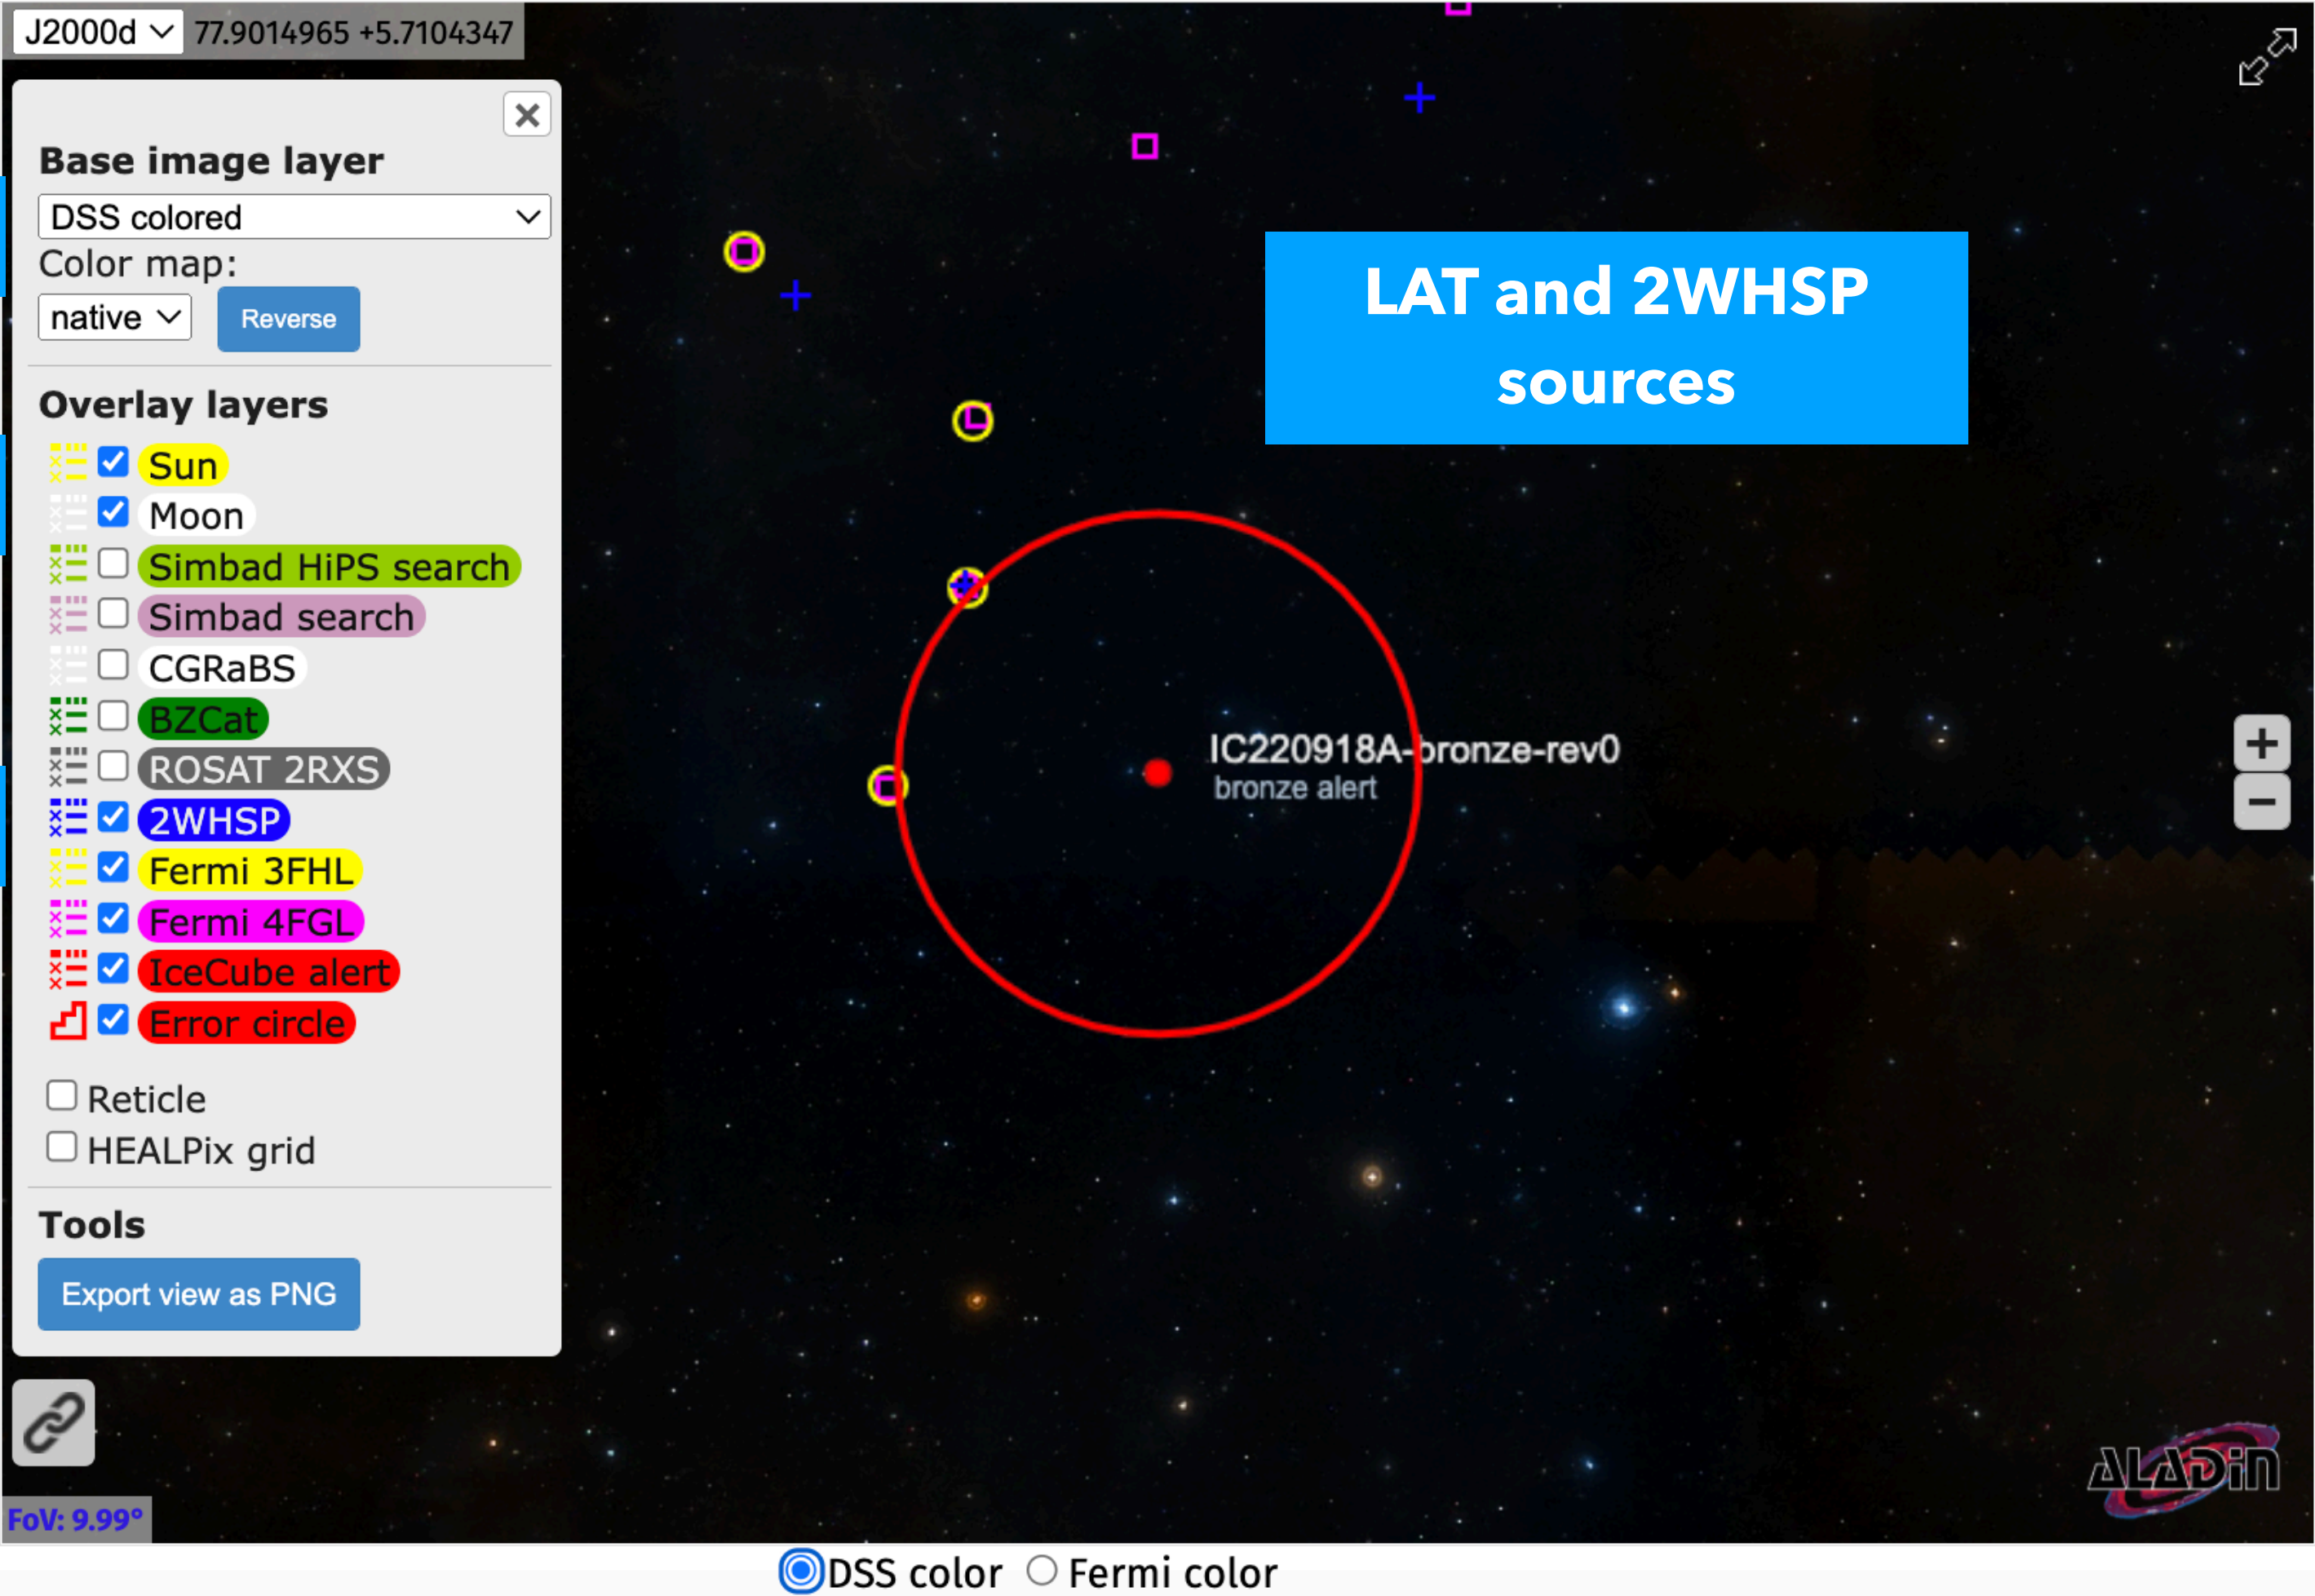 J2000d 77.9014965 +5.7104347
Base image layer
DSS colored
Color map:
native Reverse
Overlay layers
Sun
Moon
Simbad HiPS search
Simbad search
CGRaBS
BZCat
ROSAT 2RXS
2WHSP
Fermi 3FHL
Fermi 4FGL
IceCube alert
Error circle
Reticle
HEALPix grid
Tools
Export view as PNG
FoV: 9.99°
LAT and 2WHSP
sources
IC220918A-bronze-rev0
bronze alert
ALADiN
DSS color Fermi color